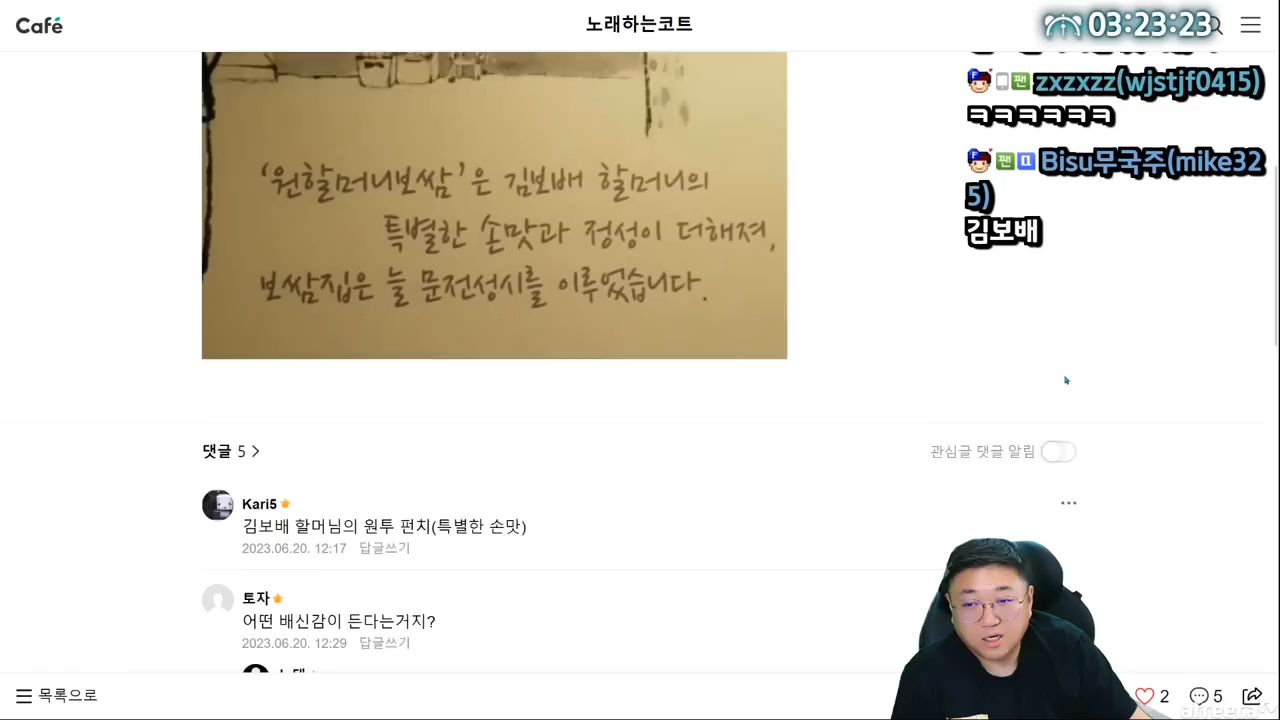 Café
노래하는코트
03:23:23
팬 zxzxzz(wjstjf0415)
ㅋㅋㅋㅋㅋㅋ
팬 Bisu무국주(mike32
5)
김보배
'원할머니보쌈'은 김보배 할머니의
특별한 손맛과 정성이 더해져,
보쌈집은 늘 문전성시를 이루었습니다.
댓글 5
관심글 댓글 알림
Kari5
김보배 할머님의 원투 펀치(특별한 손맛)
2023.06.20. 12:17 답글쓰기
토자
어떤 배신감이 든다는거지?
2023.06.20. 12:29 답글쓰기
목록으로
2
5
afreecaTV